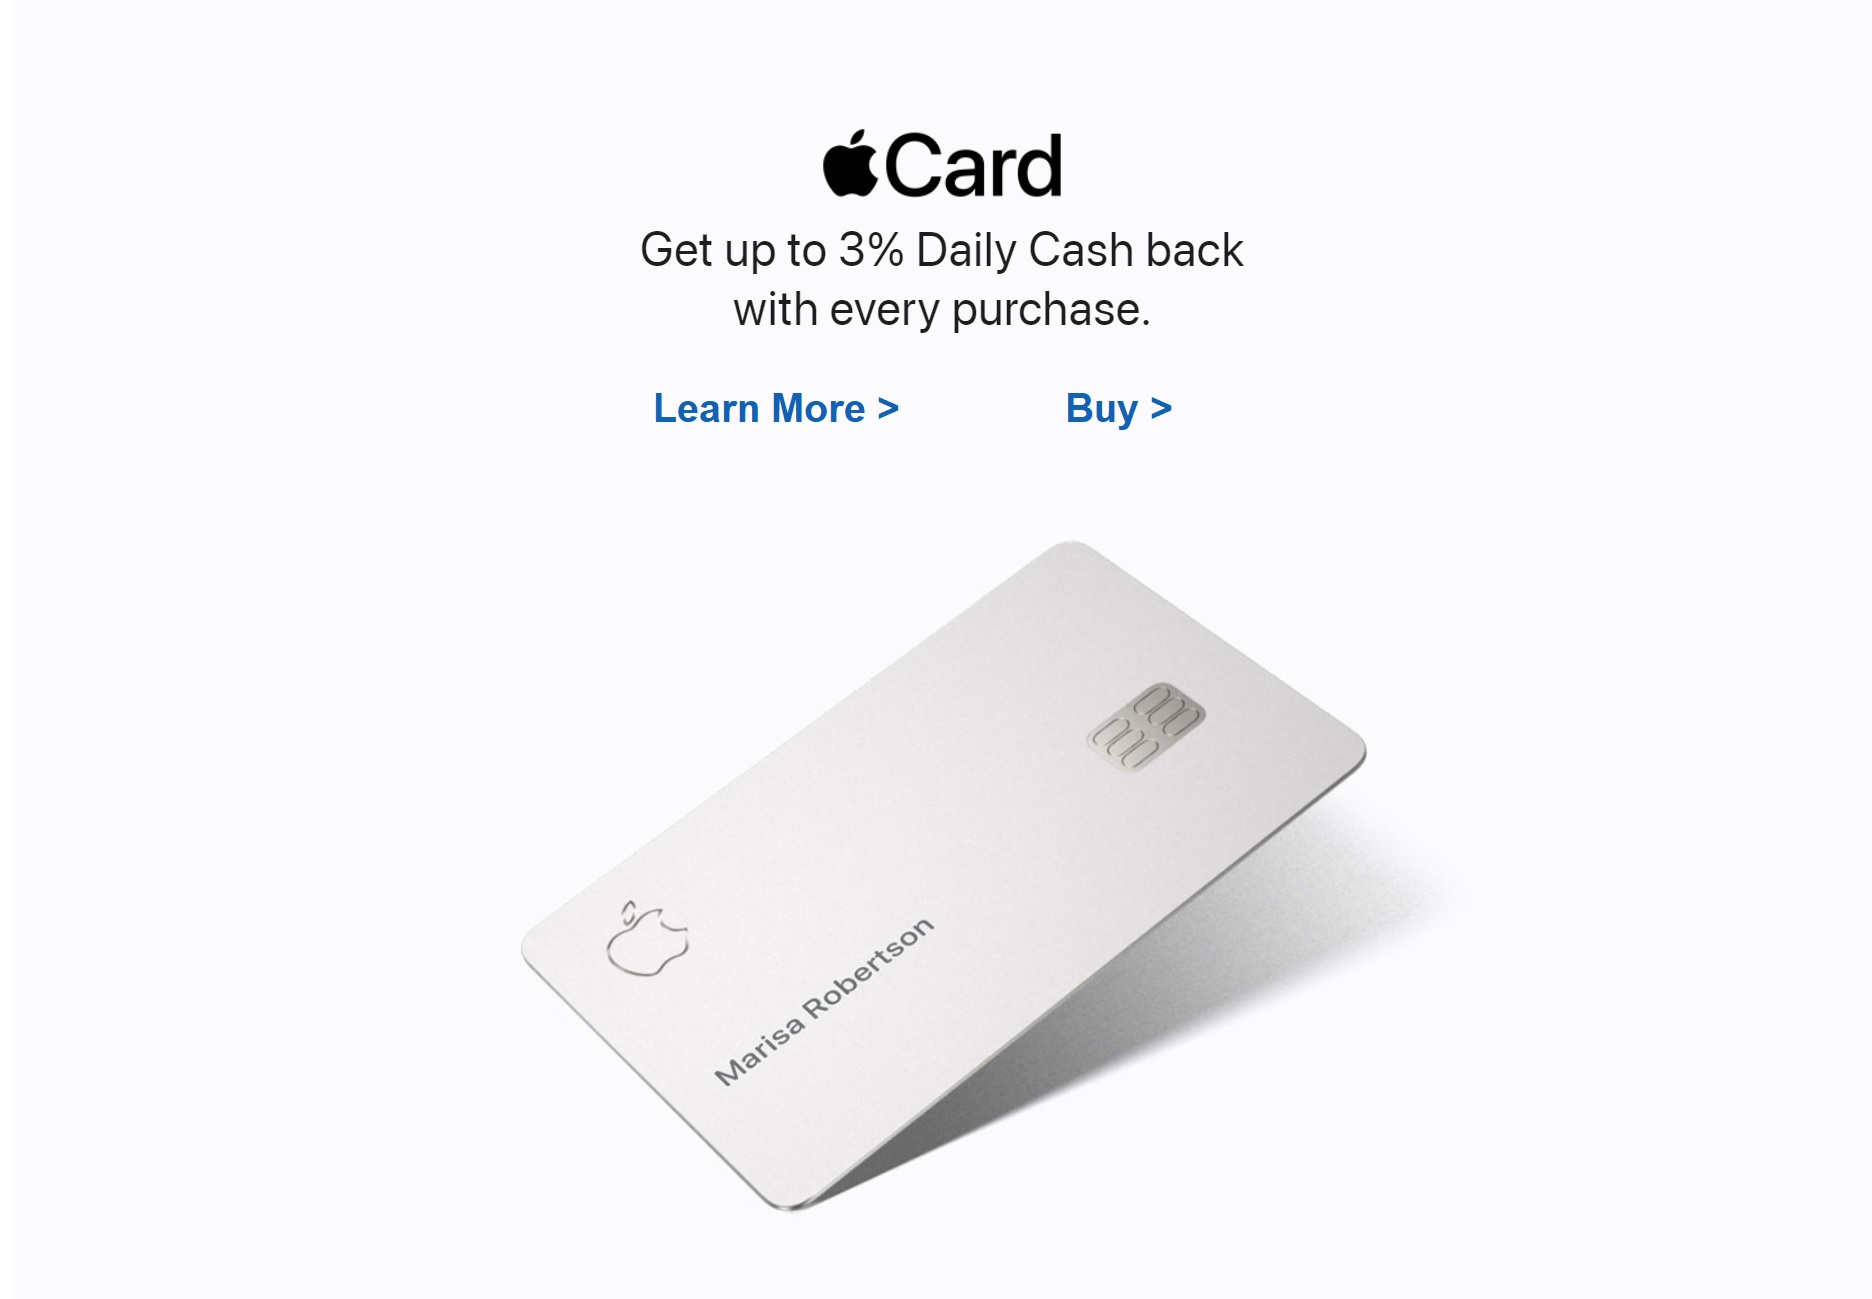 Card
Get up to 3% Daily Cash back
with every purchase.
Learn More >
Buy >
Marisa Robertson